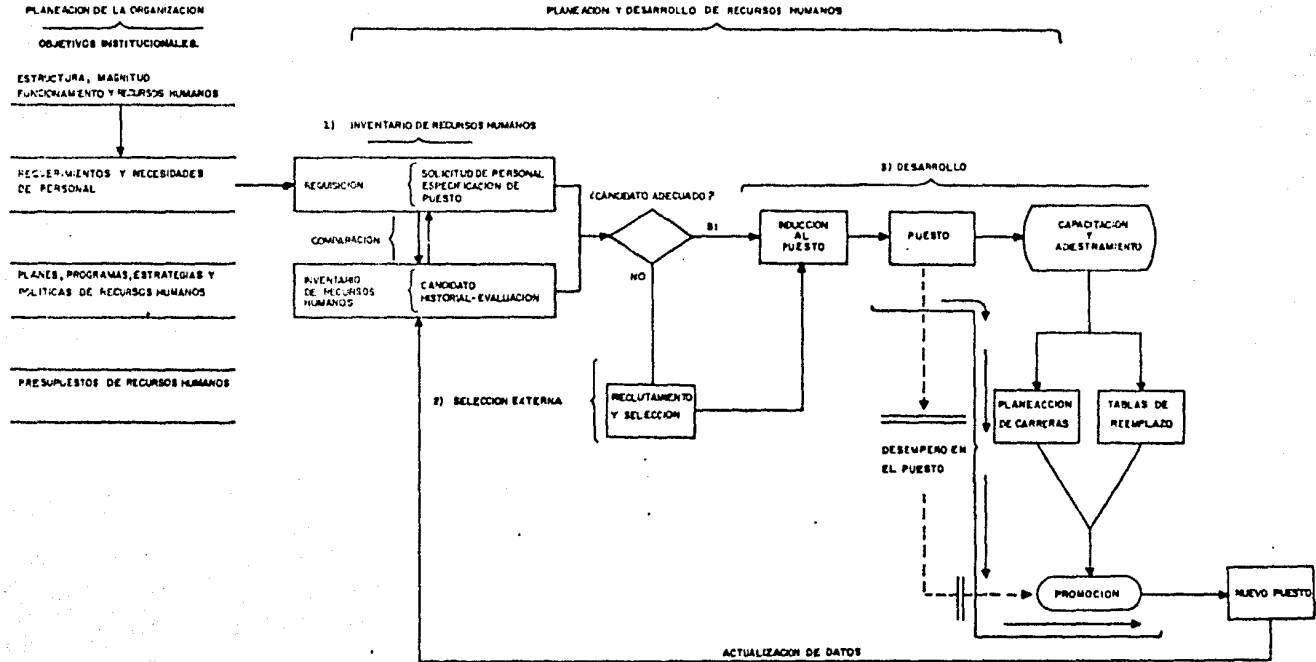 PLANEACION DE LA ORGANIZACION
OBJETIVOS INSTITUCIONALES.
ESTRUCTURA, MAGNITUD
FUNCIONAMIENTO Y RECURSOS HUMANOS
REQUERIMIENTOS Y NECESIDADES
DE PERSONAL
PLANES, PROGRAMAS, ESTRATEGIAS Y
POLITICAS DE RECURSOS HUMANOS
PRESUPUESTOS DE RECURSOS HUMANOS
PLANEACION Y DESARROLLO DE RECURSOS HUMANOS
1) INVENTARIO DE RECURSOS HUMANOS
REQUISICION
SOLICITUD DE PERSONAL
ESPECIFICACION DE
PUESTO
COMPARACION
INVENTARIO
DE RECURSOS
HUMANOS
CANDIDATO
HISTORIAL-EVALUACION
¿CANDIDATO ADECUADO?
SI
NO
2) SELECCION EXTERNA
RECLUTAMIENTO
Y SELECCION
3) DESARROLLO
INDUCCION
AL
PUESTO
PUESTO
CAPACITACION
Y
ADIESTRAMIENTO
PLANEACCION
DE CARRERAS
TABLAS DE
REEMPLAZO
DESEMPEÑO EN
EL PUESTO
PROMOCION
NUEVO PUESTO
ACTUALIZACION DE DATOS